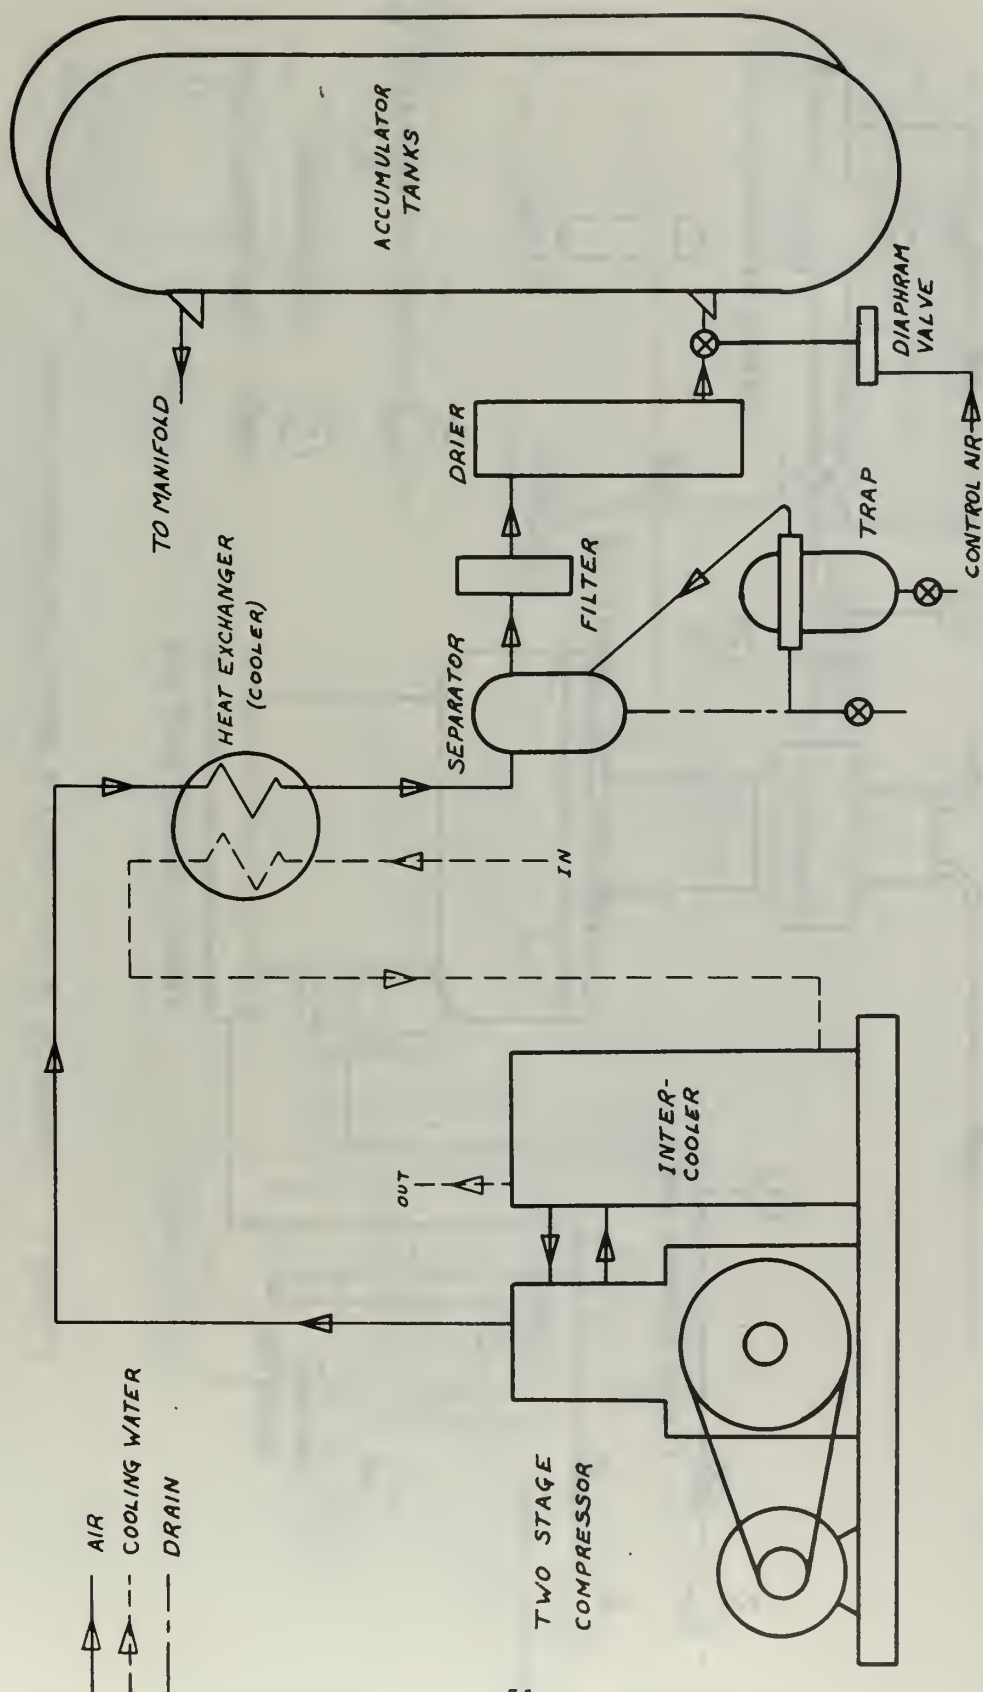 AIR
COOLING WATER
DRAIN
TWO STAGE
COMPRESSOR
OUT
INTER-
COOLER
IN
HEAT EXCHANGER
(COOLER)
SEPARATOR
FILTER
DRIER
TO MANIFOLD
TRAP
CONTROL AIR
DIAPHRAM
VALVE
ACCUMULATOR
TANKS